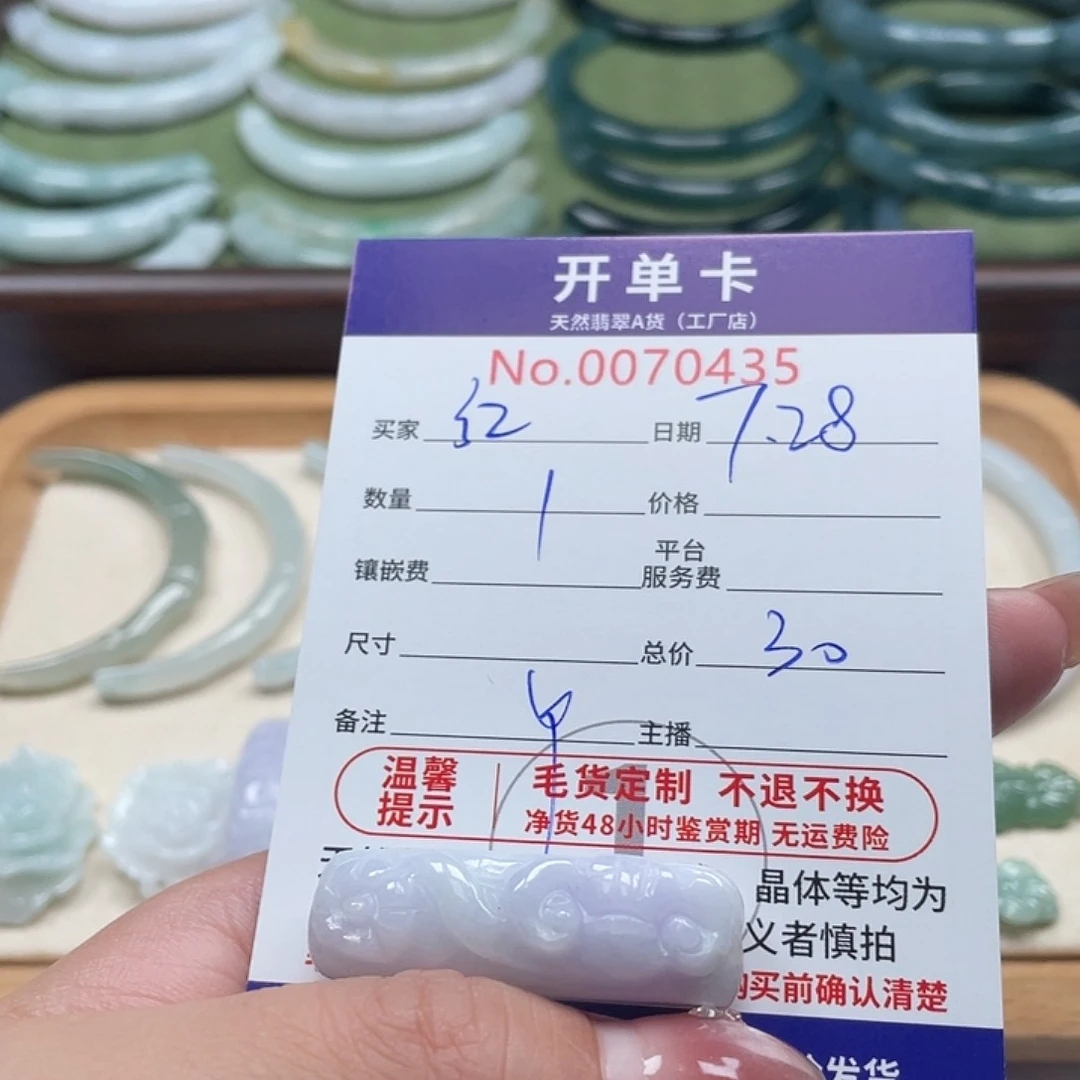 开单卡
天然翡翠A货（工厂店）
No.0070435
买家 红 日期 7.28
数量 1 价格
镶嵌费 平台服务费
尺寸 总价 30
备注 主播
温馨提示 毛货定制 不退不换
净货48小时鉴赏期 无运费险
晶体等均为
义者慎拍
购买前确认清楚
发货